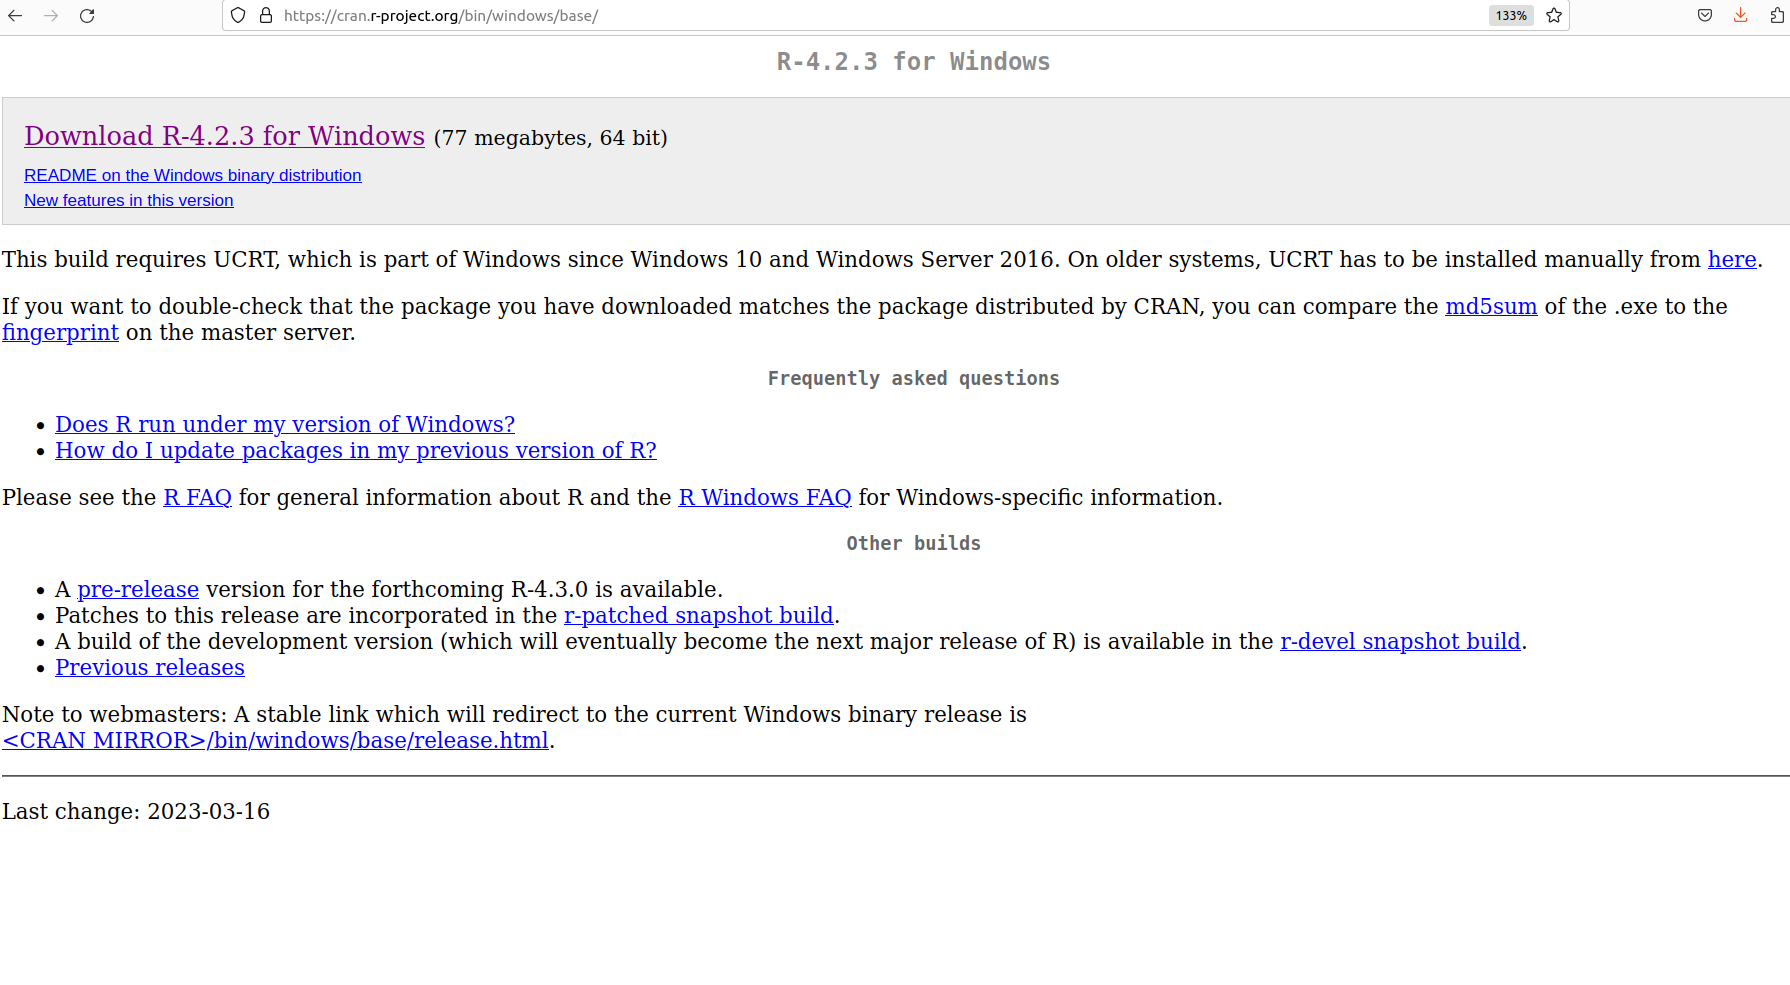 https://cran.r-project.org/bin/windows/base/
133%
R-4.2.3 for Windows
Download R-4.2.3 for Windows (77 megabytes, 64 bit)
README on the Windows binary distribution
New features in this version
This build requires UCRT, which is part of Windows since Windows 10 and Windows Server 2016. On older systems, UCRT has to be installed manually from here.
If you want to double-check that the package you have downloaded matches the package distributed by CRAN, you can compare the md5sum of the .exe to the
fingerprint on the master server.
Frequently asked questions
• Does R run under my version of Windows?
• How do I update packages in my previous version of R?
Please see the R FAQ for general information about R and the R Windows FAQ for Windows-specific information.
Other builds
• A pre-release version for the forthcoming R-4.3.0 is available.
• Patches to this release are incorporated in the r-patched snapshot build.
• A build of the development version (which will eventually become the next major release of R) is available in the r-devel snapshot build.
• Previous releases
Note to webmasters: A stable link which will redirect to the current Windows binary release is
<CRAN MIRROR>/bin/windows/base/release.html.
Last change: 2023-03-16